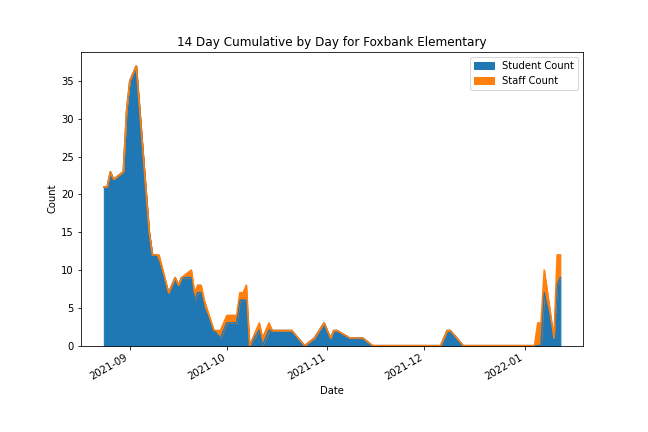 14 Day Cumulative by Day for Foxbank Elementary
Student Count
Staff Count
Count
35
30
25
20
15
10
5
0
2021-09
2021-10
2021-11
2021-12
2022-01
Date